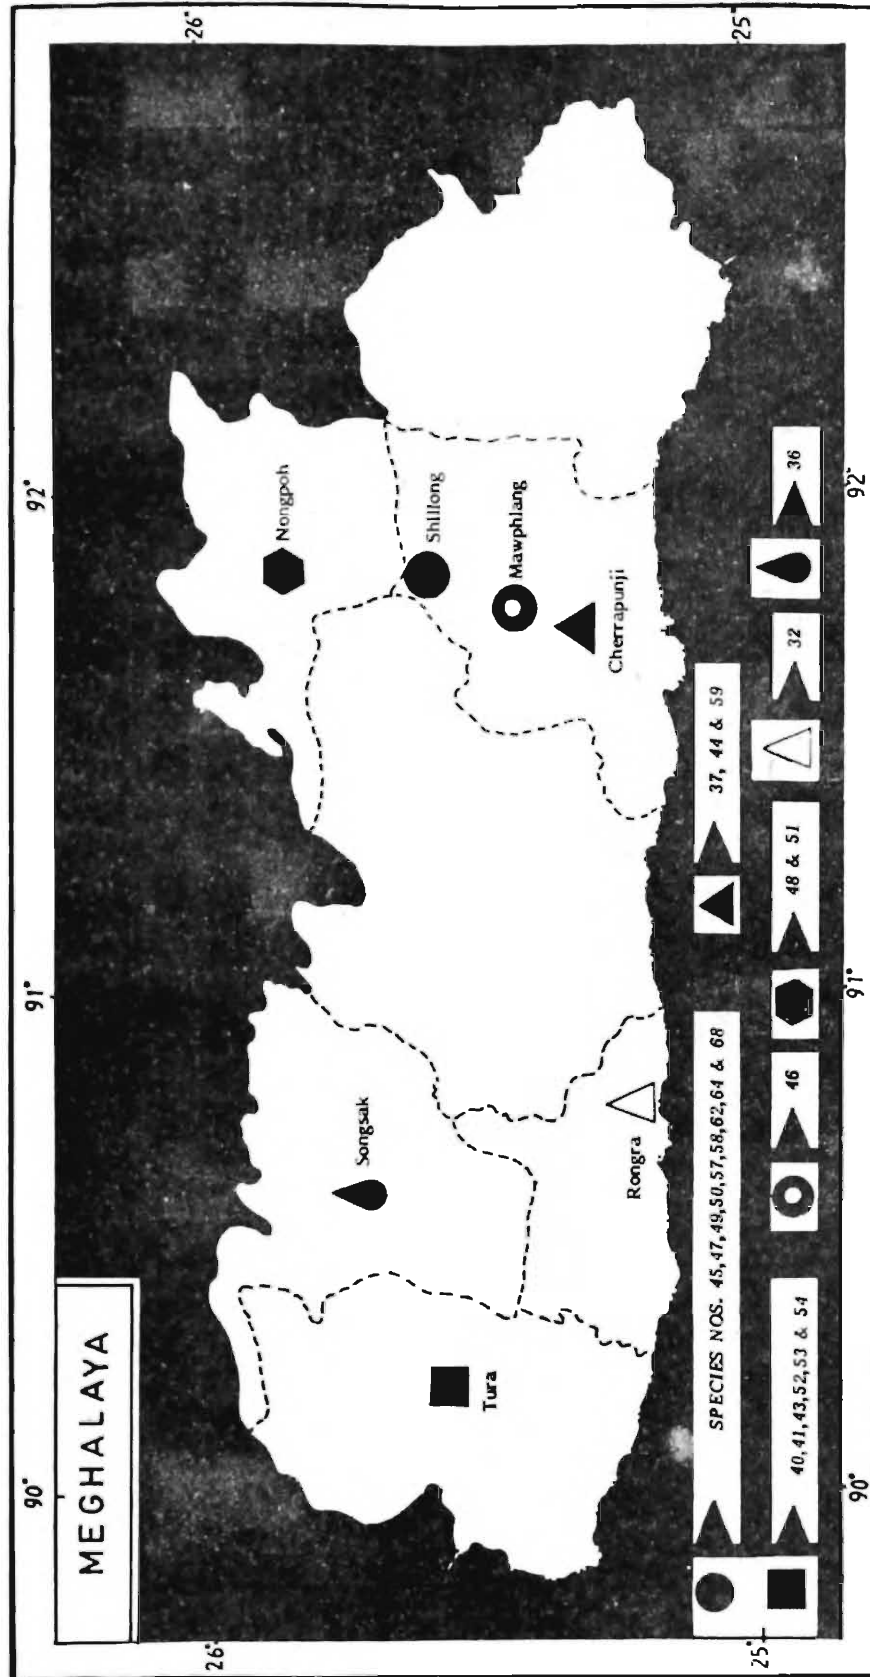 MEGHALAYA
90°
91°
92°
26°
26°
Nongpoh
Songsak
Shillong
Tura
Mawphlang
Cherrapunji
Rongra
SPECIES NOS. 45,47,49,50,57,58,62,64 & 68
37, 44 & 59
40,41,43,52,53 & 54
46
48 & 51
32
36
25°
25°
90°
91°
92°